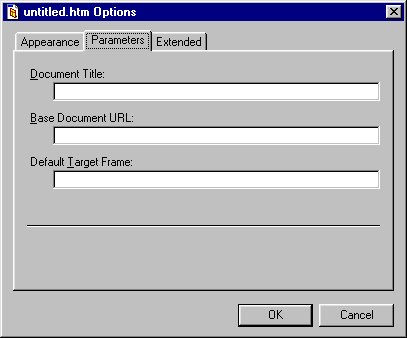 untitled.htm Options
Appearance Parameters Extended
Document Title:
Base Document URL:
Default Target Frame:
OK Cancel